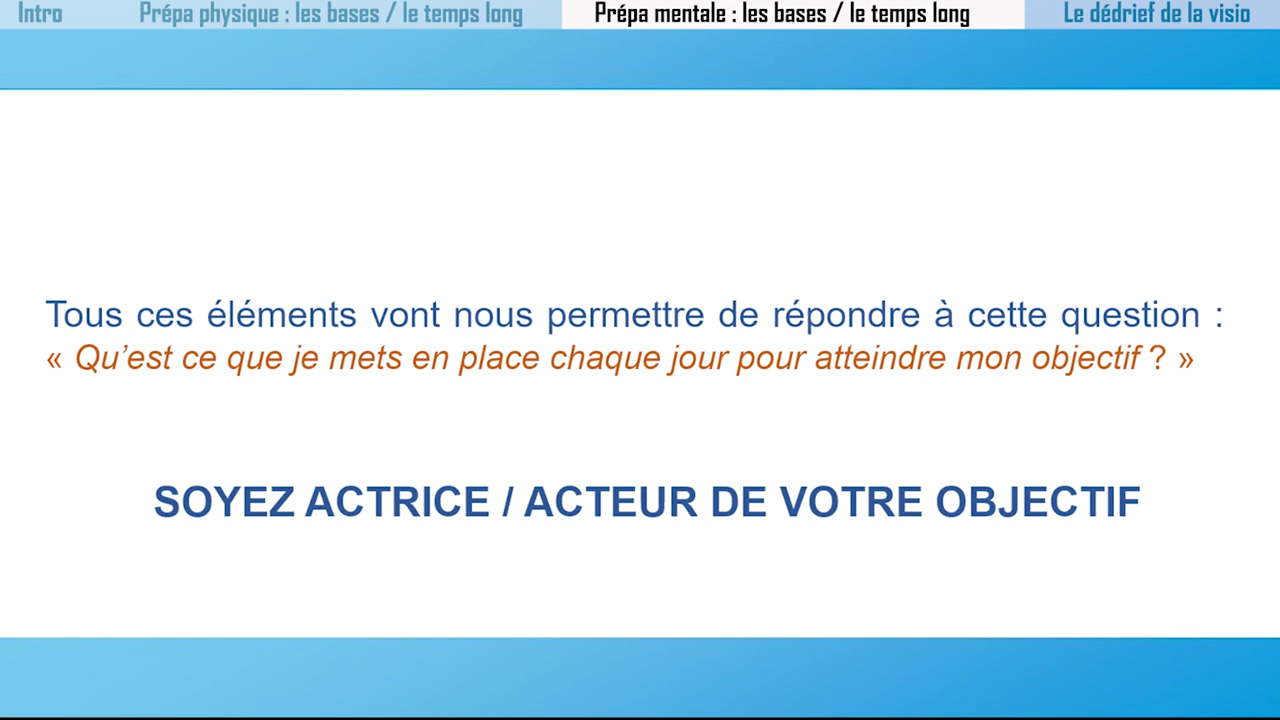 Intro
Prépa physique : les bases / le temps long
Prépa mentale : les bases / le temps long
Le dédrief de la visio
Tous ces éléments vont nous permettre de répondre à cette question :
« Qu’est ce que je mets en place chaque jour pour atteindre mon objectif ? »
SOYEZ ACTRICE / ACTEUR DE VOTRE OBJECTIF